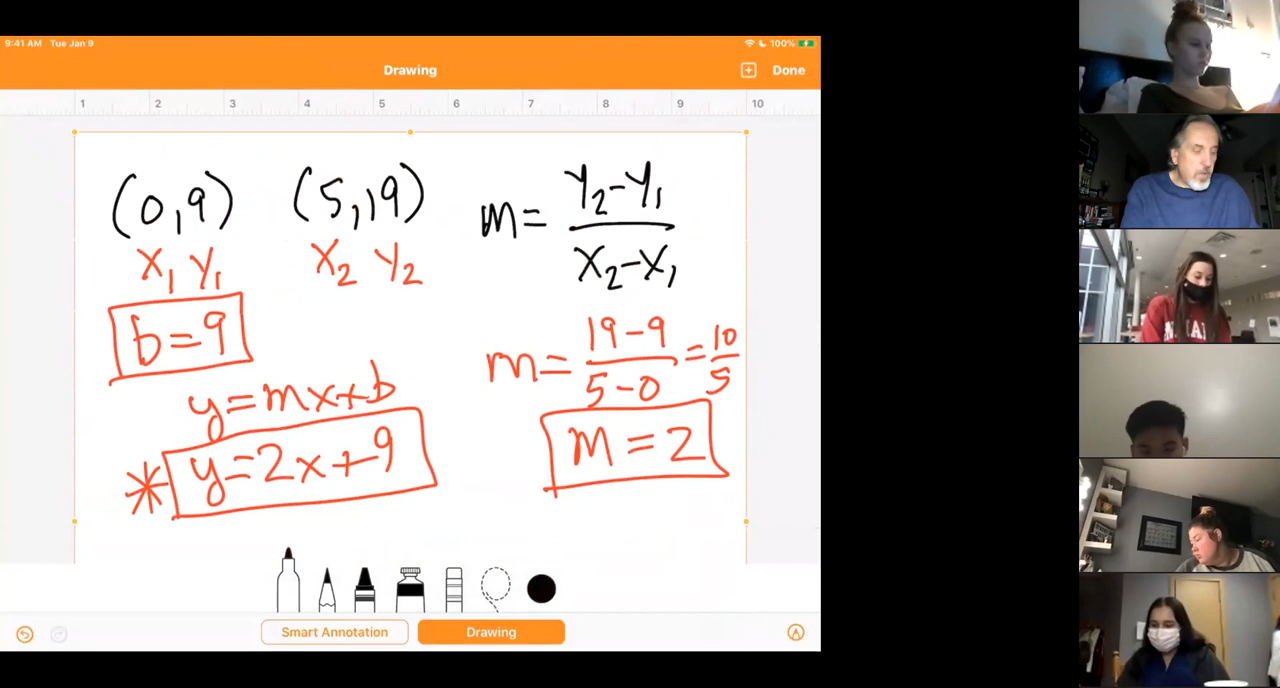 9:41 AM Tue Jan 9
100%
Drawing
Done
1 2 3 4 5 6 7 8 9 10
(0,9) (5,19)
X₁ Y₁ X₂ Y₂
b=9
y=mx+b
* y=2x+9
m= Y₂-Y₁
X₂-X₁
m= 19-9 = 10
5-0 5
m=2
Smart Annotation
Drawing